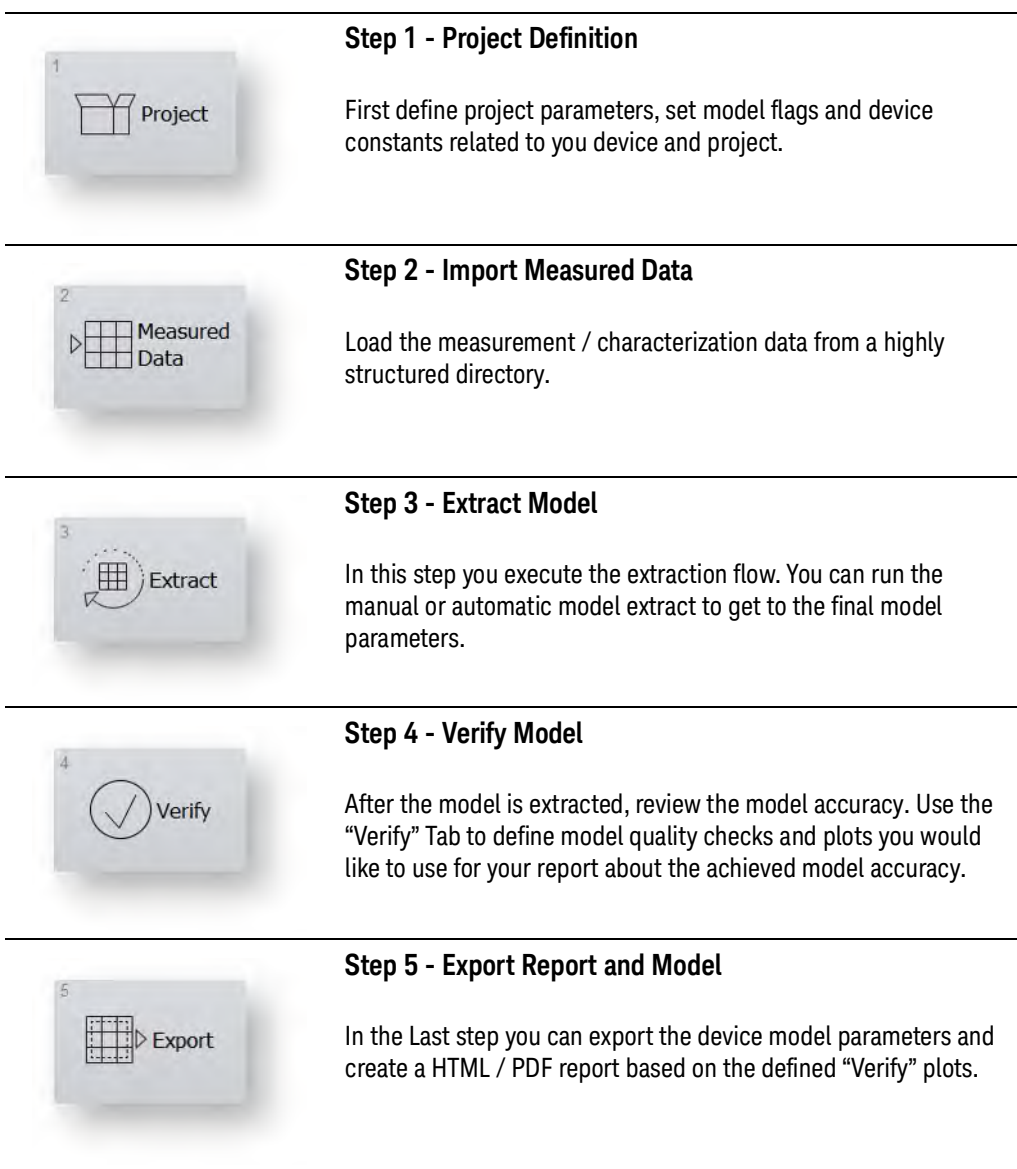 Step 1 - Project Definition
1
Project
First define project parameters, set model flags and device
constants related to you device and project.
Step 2 - Import Measured Data
2
Measured
Data
Load the measurement / characterization data from a highly
structured directory.
Step 3 - Extract Model
3
Extract
In this step you execute the extraction flow. You can run the
manual or automatic model extract to get to the final model
parameters.
Step 4 - Verify Model
4
Verify
After the model is extracted, review the model accuracy. Use the
“Verify” Tab to define model quality checks and plots you would
like to use for your report about the achieved model accuracy.
Step 5 - Export Report and Model
5
Export
In the Last step you can export the device model parameters and
create a HTML / PDF report based on the defined “Verify” plots.